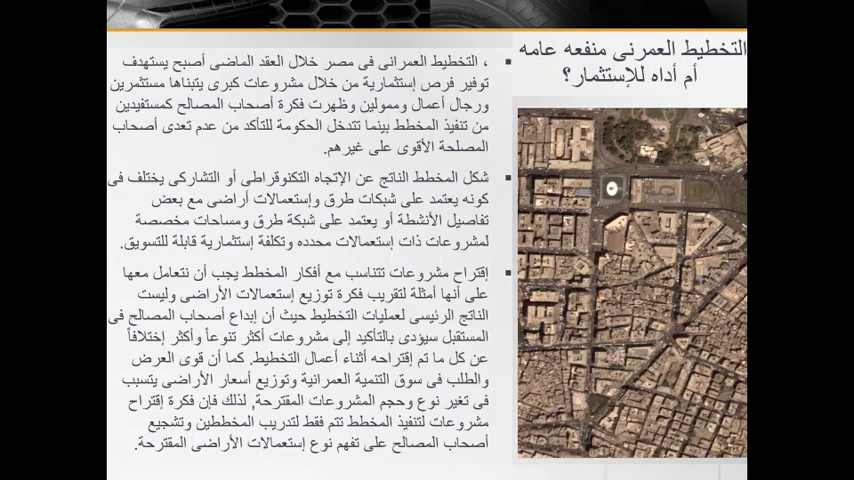 التخطيط العمرنى منفعه عامه
أم أداه للإستثمار؟
، التخطيط العمرانى فى مصر خلال العقد الماضى أصبح يستهدف
توفير فرص إستثمارية من خلال مشروعات كبرى يتبناها مستثمرين
ورجال أعمال وممولين وظهرت فكرة أصحاب المصالح كمستفيدين
من تنفيذ المخطط بينما تتدخل الحكومة للتأكد من عدم تعدى أصحاب
المصلحة الأقوى على غيرهم.
شكل المخطط الناتج عن الإتجاه التكنوقراطى أو التشاركى يختلف فى
كونه يعتمد على شبكات طرق وإستعمالات أراضى مع بعض
تفاصيل الأنشطة أو يعتمد على شبكة طرق ومساحات مخصصة
لمشروعات ذات إستعمالات محدده وتكلفة إستثمارية قابلة للتسويق.
إقتراح مشروعات تتناسب مع أفكار المخطط يجب أن نتعامل معها
على أنها أمثلة لتقريب فكرة توزيع إستعمالات الأراضى وليست
الناتج الرئيسى لعمليات التخطيط حيث أن إبداع أصحاب المصالح فى
المستقبل سيؤدى بالتأكيد إلى مشروعات أكثر تنوعاً وأكثر إختلافاً
عن كل ما تم إقتراحه أثناء أعمال التخطيط. كما أن قوى العرض
والطلب فى سوق التنمية العمرانية وتوزيع أسعار الأراضى يتسبب
فى تغير نوع وحجم المشروعات المقترحة, لذلك فإن فكرة إقتراح
مشروعات لتنفيذ المخطط تتم فقط لتدريب المخططين وتشجيع
أصحاب المصالح على تفهم نوع إستعمالات الأراضى المقترحة.